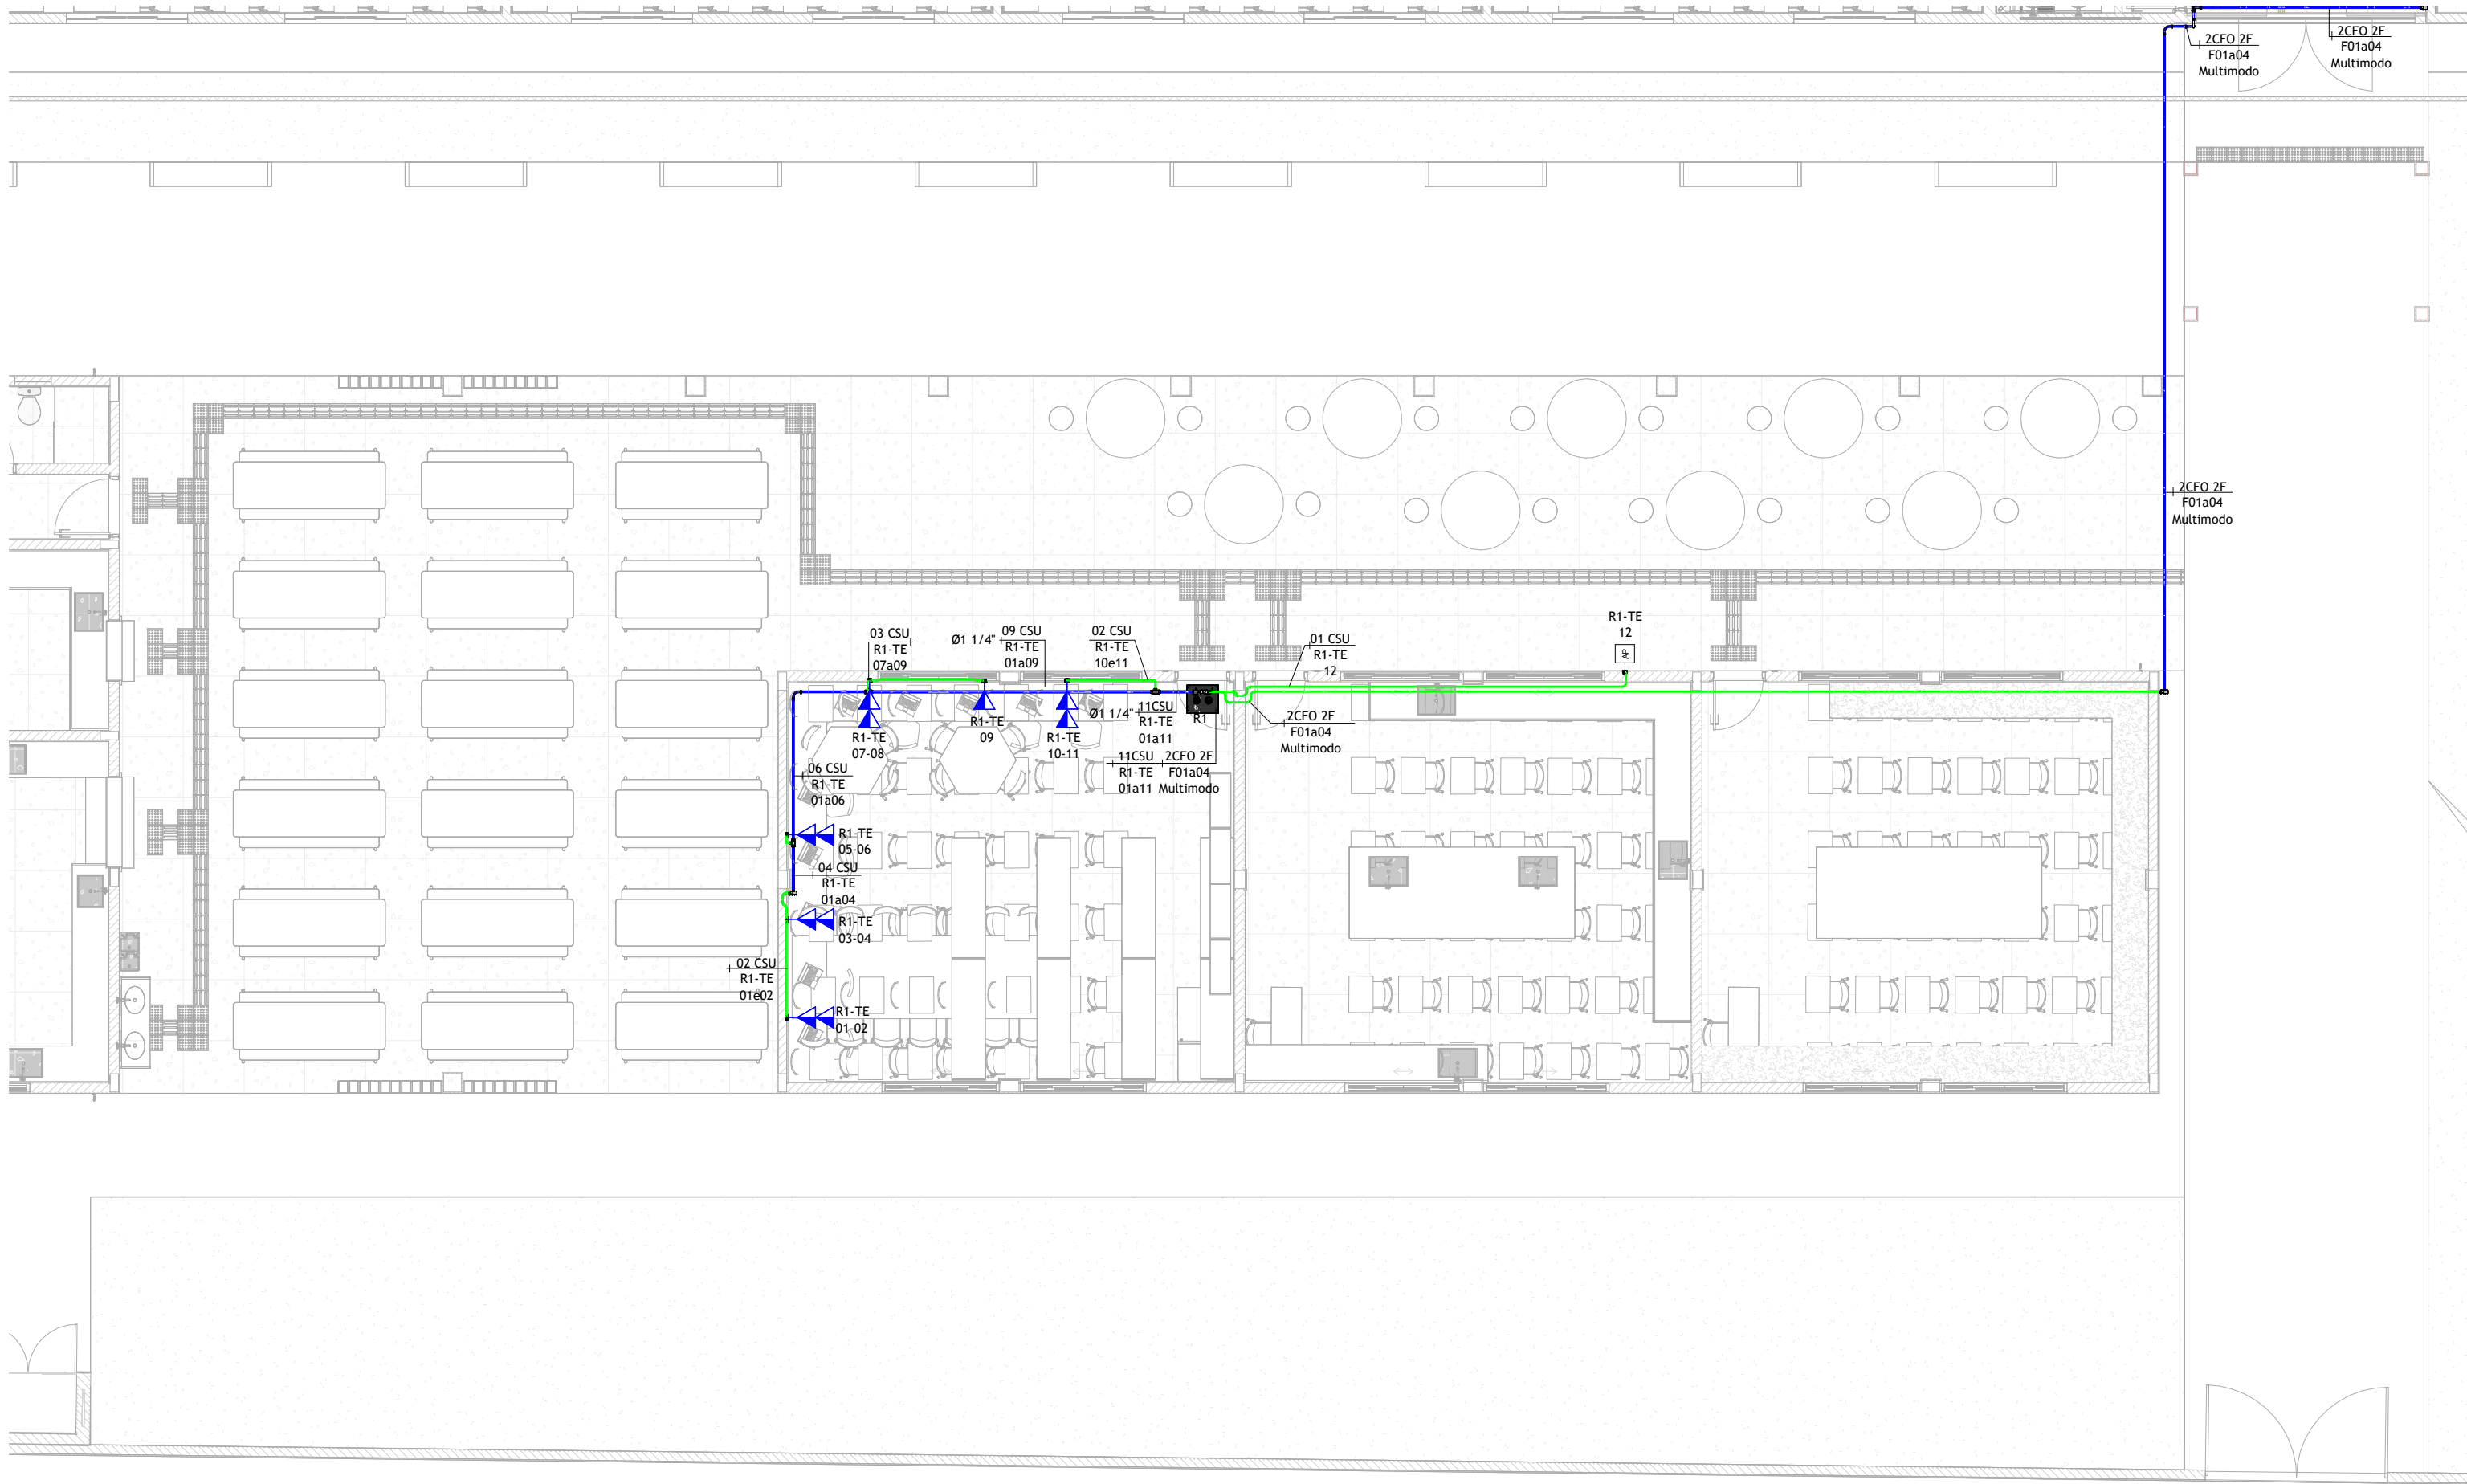 2CFO 2F
F01a04
Multimodo
2CFO 2F
F01a04
Multimodo
2CFO 2F
F01a04
Multimodo
R1-TE
12
AP
03 CSU
R1-TE
07a09
Ø1 1/4"
09 CSU
R1-TE
01a09
02 CSU
R1-TE
10e11
01 CSU
R1-TE
12
R1-TE
07-08
R1-TE
09
R1-TE
10-11
Ø1 1/4"
11CSU
R1-TE
01a11
R1
2CFO 2F
F01a04
Multimodo
11CSU
R1-TE
01a11
2CFO 2F
F01a04
Multimodo
06 CSU
R1-TE
01a06
R1-TE
05-06
04 CSU
R1-TE
01a04
R1-TE
03-04
02 CSU
R1-TE
01e02
R1-TE
01-02